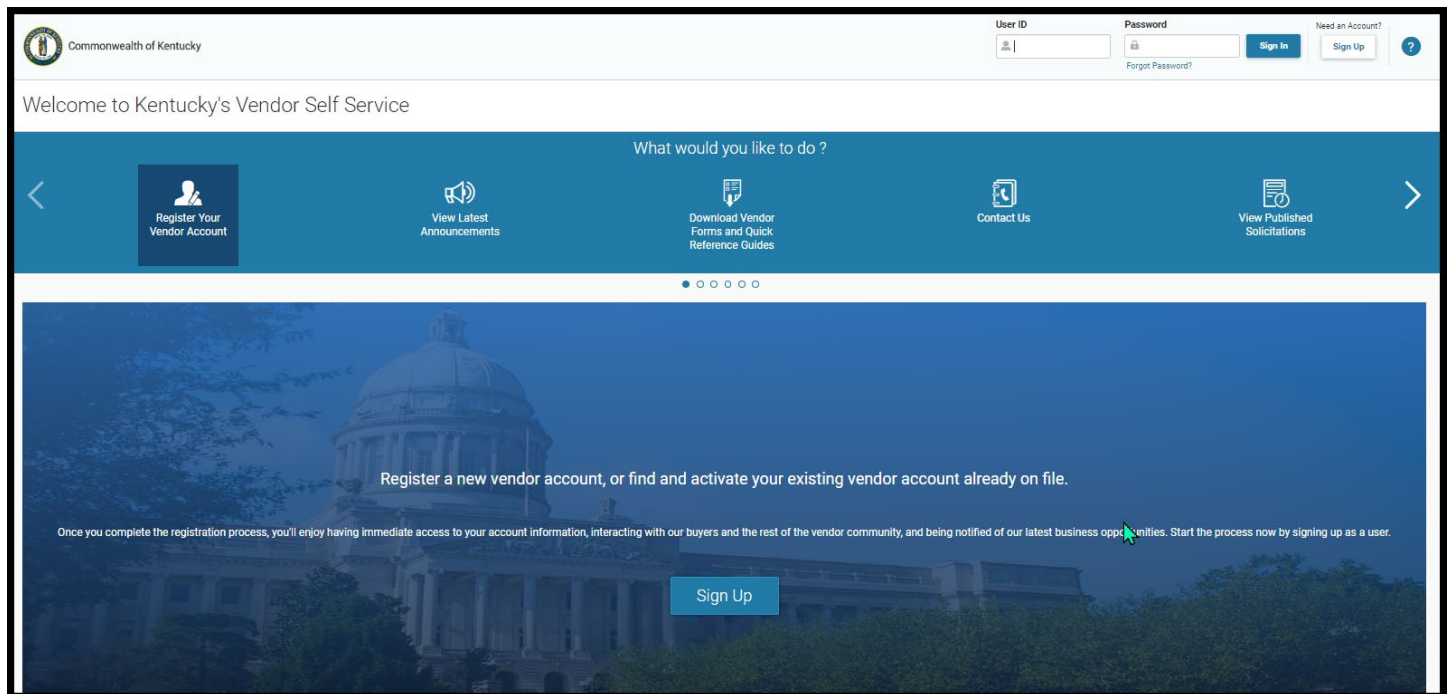 Commonwealth of Kentucky
User ID
Password
Need an Account?
Sign In
Sign Up
?
Forgot Password?
Welcome to Kentucky's Vendor Self Service
What would you like to do ?
Register Your
Vendor Account
View Latest
Announcements
Download Vendor
Forms and Quick
Reference Guides
Contact Us
View Published
Solicitations
Register a new vendor account, or find and activate your existing vendor account already on file.
Once you complete the registration process, you'll enjoy having immediate access to your account information, interacting with our buyers and the rest of the vendor community, and being notified of our latest business opportunities. Start the process now by signing up as a user.
Sign Up